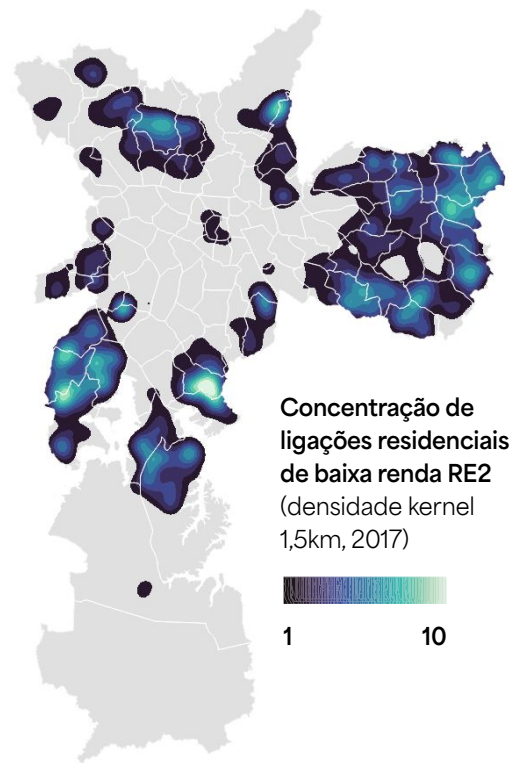 Concentração de
ligações residenciais
de baixa renda RE2
(densidade kernel
1,5km, 2017)
1 10